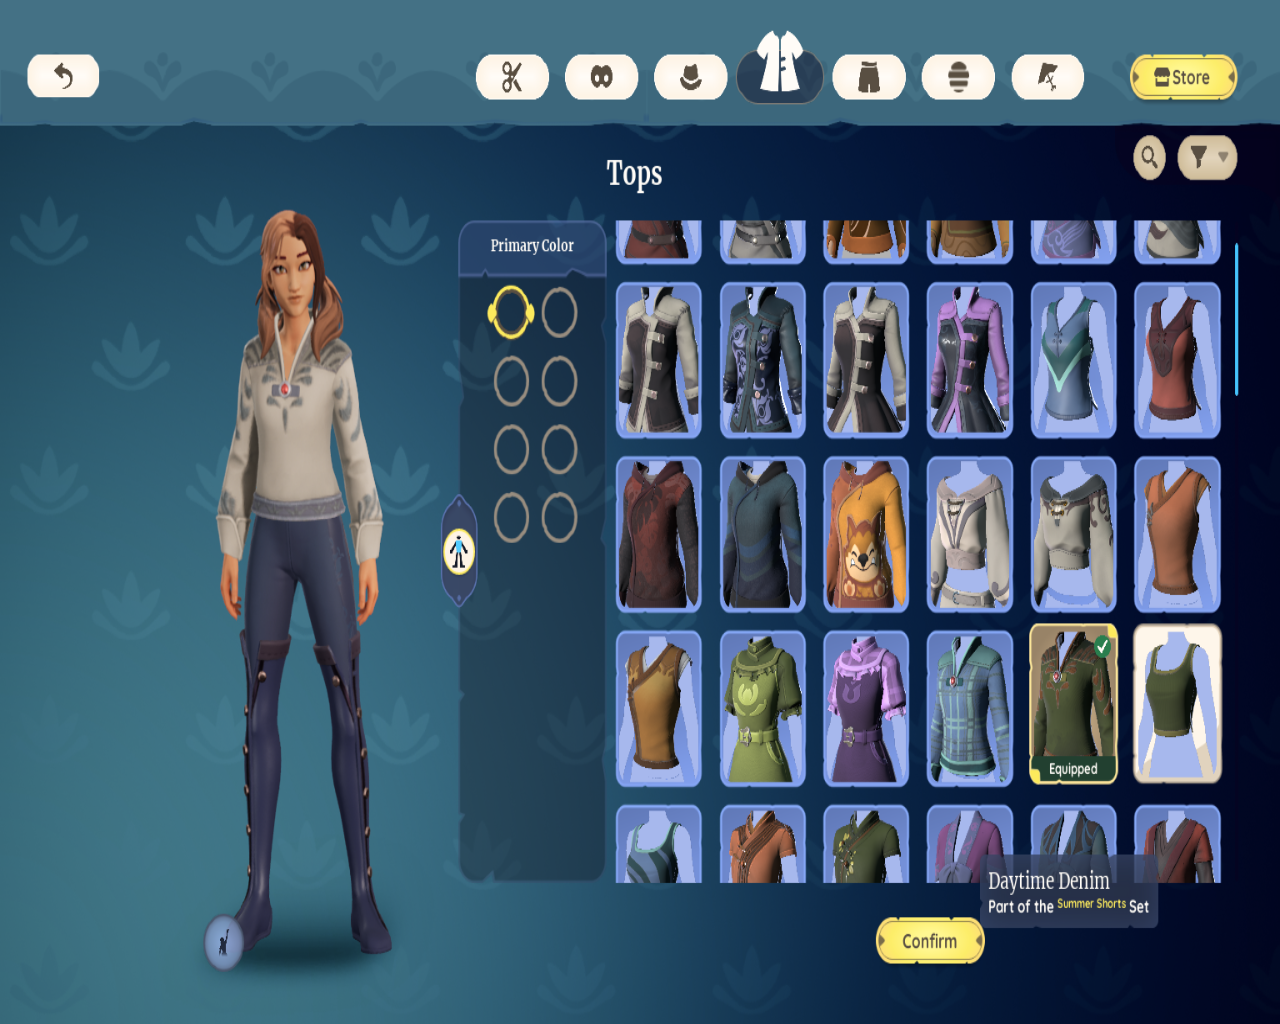 Store
Tops
Primary Color
Equipped
Daytime Denim
Part of the Summer Shorts Set
Confirm